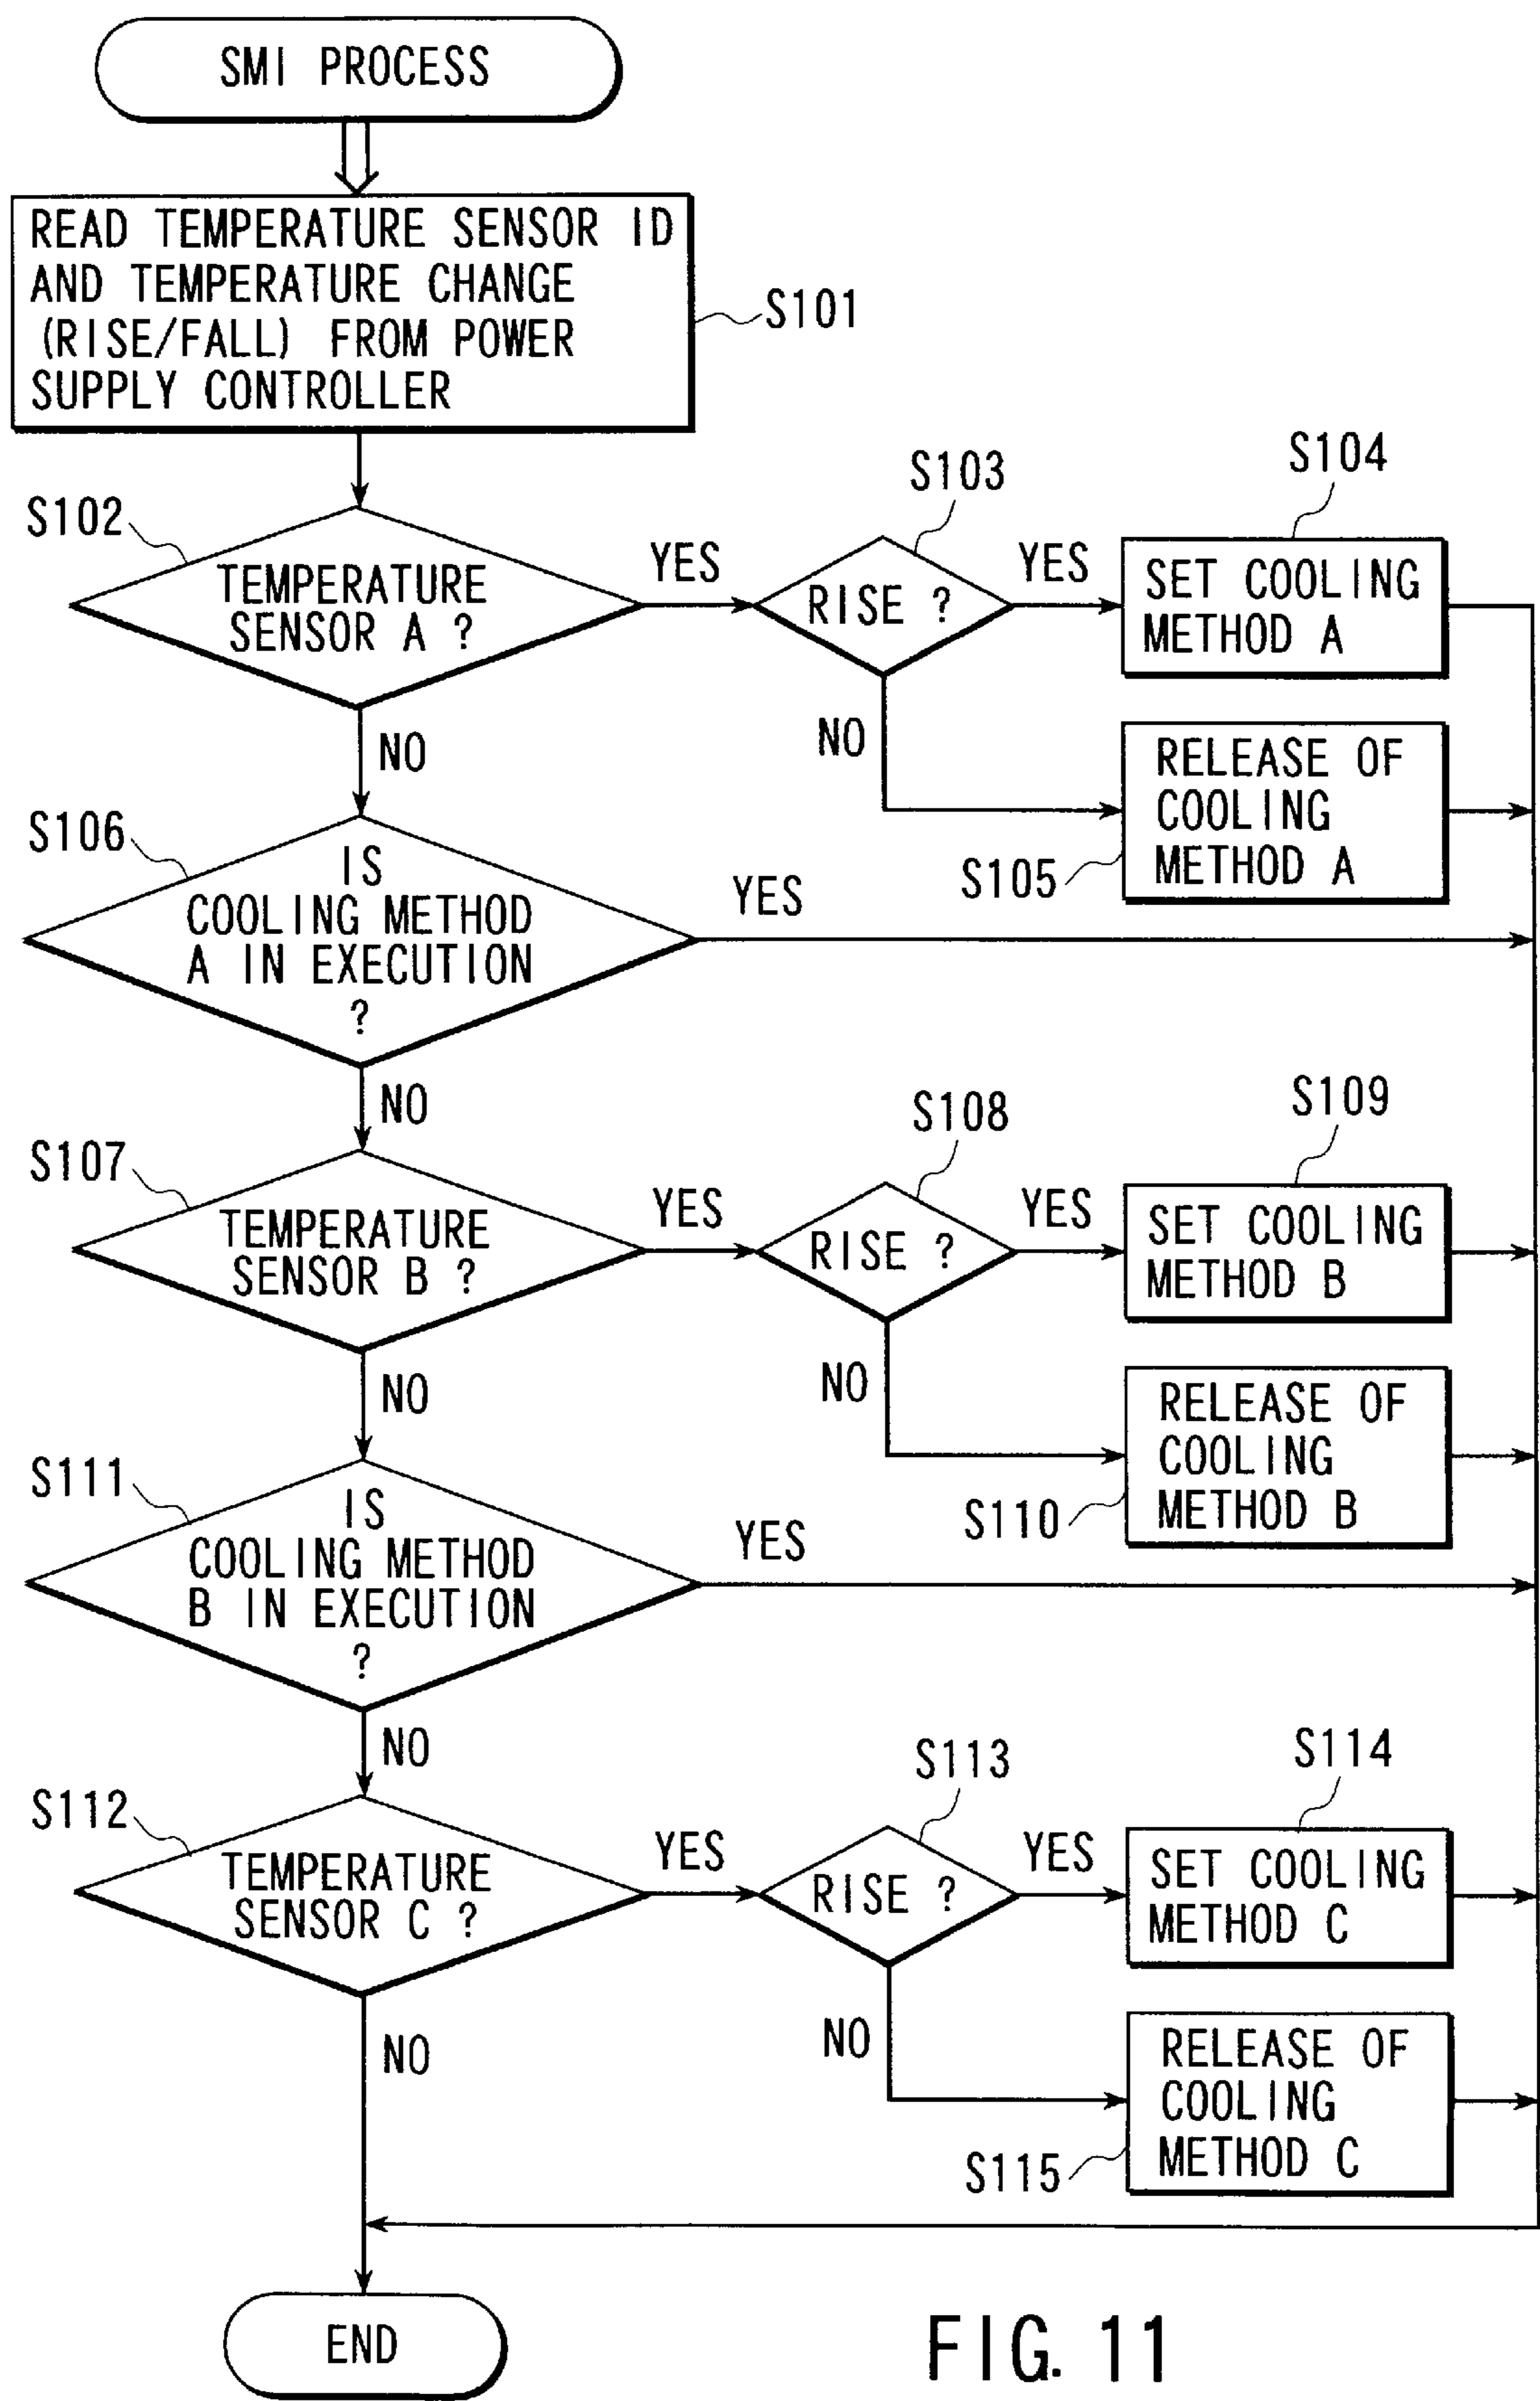 SMI PROCESS
READ TEMPERATURE SENSOR ID
AND TEMPERATURE CHANGE
(RISE/FALL) FROM POWER
SUPPLY CONTROLLER
S101
S102
TEMPERATURE
SENSOR A ?
YES
S103
RISE ?
YES
S104
SET COOLING
METHOD A
NO
NO
RELEASE OF
COOLING
METHOD A
S105
S106
IS
COOLING METHOD
A IN EXECUTION
?
YES
NO
S107
TEMPERATURE
SENSOR B ?
YES
S108
RISE ?
YES
S109
SET COOLING
METHOD B
NO
NO
RELEASE OF
COOLING
METHOD B
S110
S111
IS
COOLING METHOD
B IN EXECUTION
?
YES
NO
S112
TEMPERATURE
SENSOR C ?
YES
S113
RISE ?
YES
S114
SET COOLING
METHOD C
NO
NO
RELEASE OF
COOLING
METHOD C
S115
END
FIG. 11